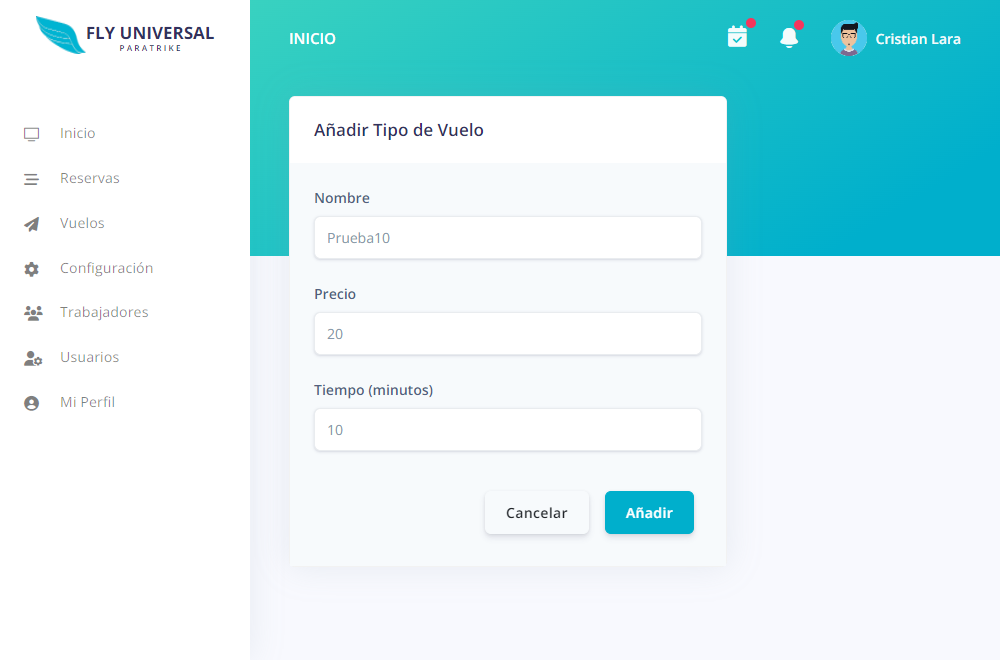 FLY UNIVERSAL
PARATRIKE
Inicio
Reservas
Vuelos
Configuración
Trabajadores
Usuarios
Mi Perfil
INICIO
Cristian Lara
Añadir Tipo de Vuelo
Nombre
Prueba10
Precio
20
Tiempo (minutos)
10
Cancelar
Añadir